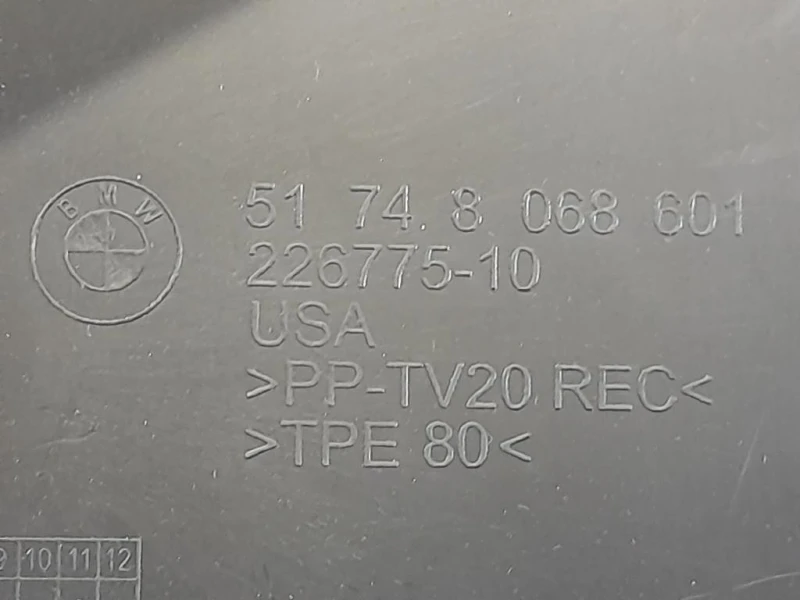 BMW
51 74. 8 068 601
226775-10
USA
>PP-TV20 REC<
>TPE 80<
9 10 11 12